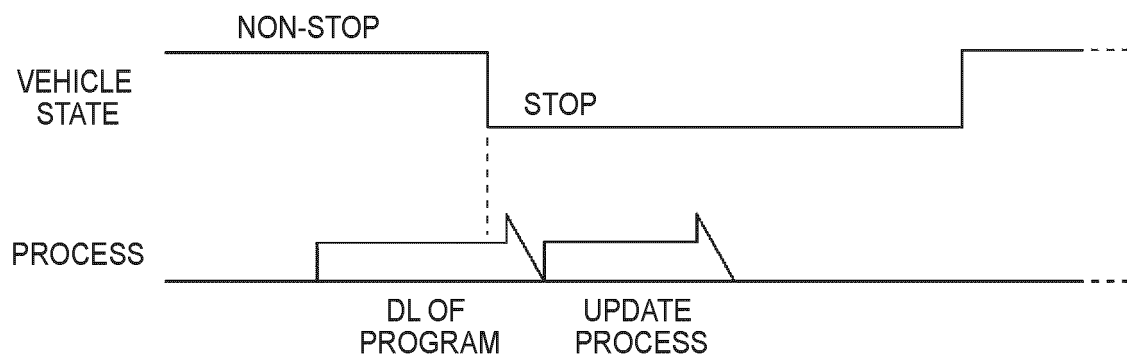 NON-STOP
VEHICLE
STATE
STOP
PROCESS
DL OF
PROGRAM
UPDATE
PROCESS